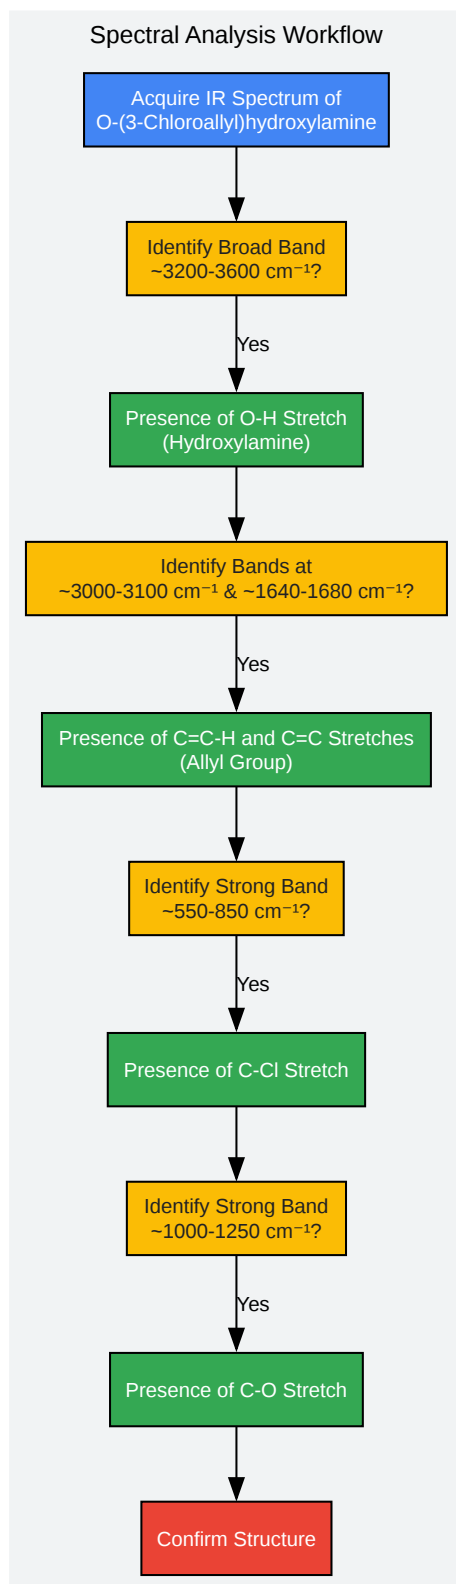 Spectral Analysis Workflow
Acquire IR Spectrum of
O-(3-Chloroallyl)hydroxylamine
Identify Broad Band
~3200-3600 cm⁻¹?
Yes
Presence of O-H Stretch
(Hydroxylamine)
Identify Bands at
~3000-3100 cm⁻¹ & ~1640-1680 cm⁻¹?
Yes
Presence of C=C-H and C=C Stretches
(Allyl Group)
Identify Strong Band
~550-850 cm⁻¹?
Yes
Presence of C-Cl Stretch
Identify Strong Band
~1000-1250 cm⁻¹?
Yes
Presence of C-O Stretch
Confirm Structure